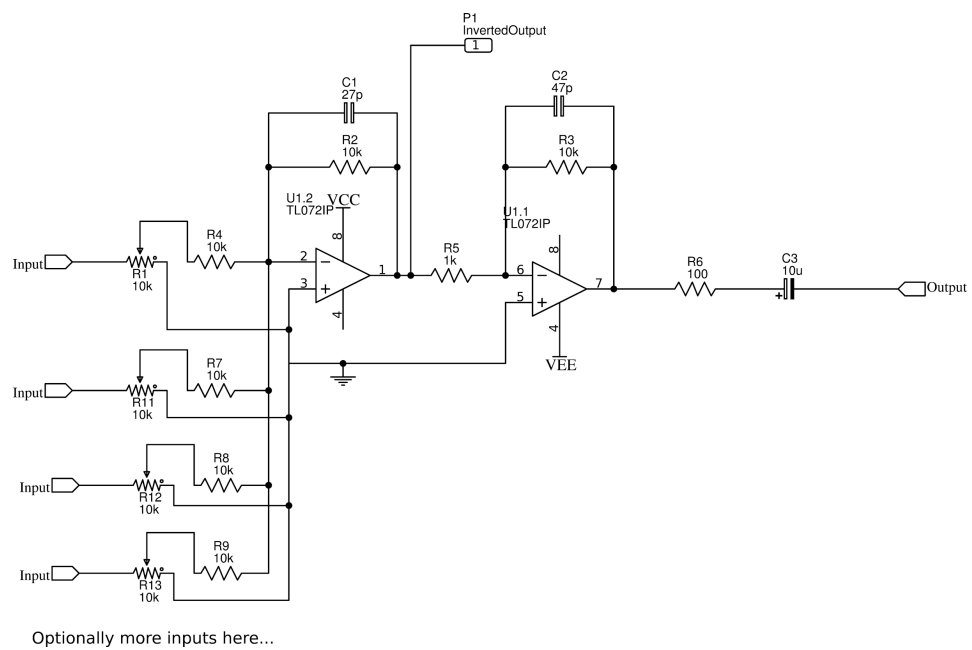 P1
InvertedOutput
1
C1
27p
C2
47p
R2
10k
R3
10k
U1.2
TL072IP
VCC
U1.1
TL072IP
8
8
R4
10k
2
1
R5
1k
6
7
R6
100
C3
10u
+
Input
R1
10k
3
5
Output
4
4
VEE
R7
10k
Input
R11
10k
R8
10k
Input
R12
10k
R9
10k
Input
R13
10k
Optionally more inputs here...